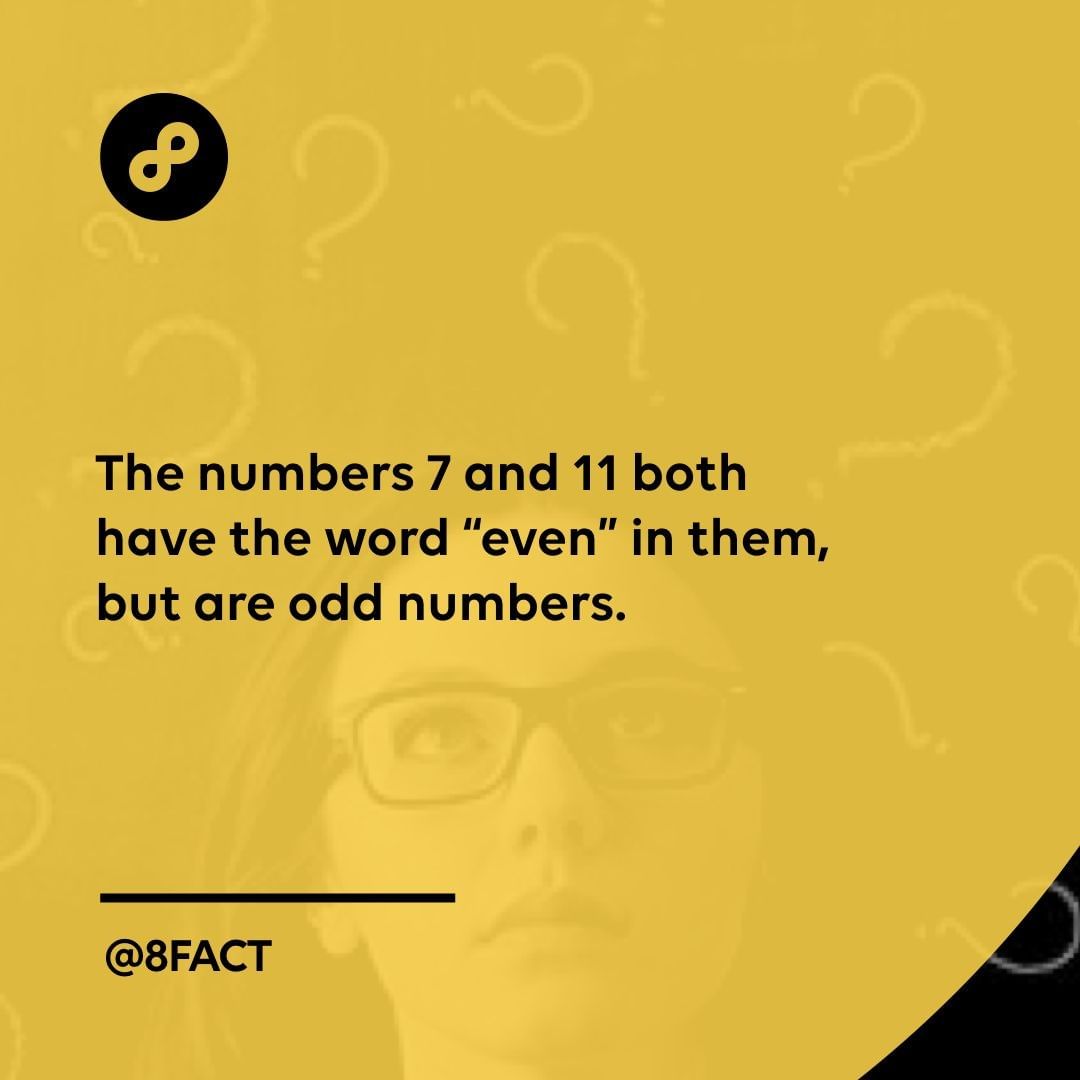 The numbers 7 and 11 both
have the word “even” in them,
but are odd numbers.
@8FACT